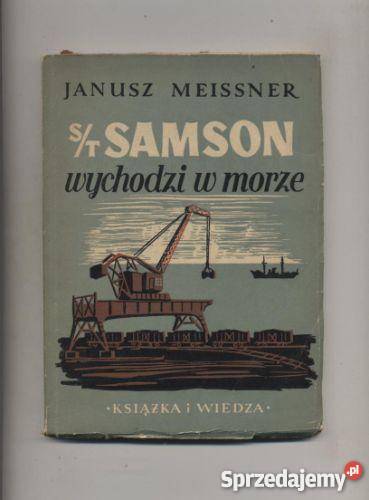 JANUSZ MEISSNER
S/T SAMSON
wychodzi w morze
·KSIĄŻKA i WIEDZA·
Sprzedajemy.pl